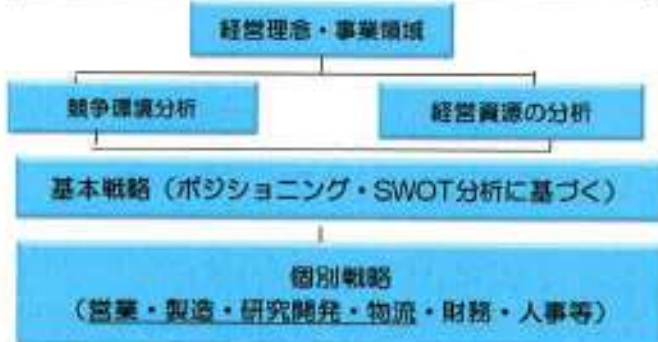 経営理念・事業領域
競争環境分析
経営資源の分析
基本戦略（ポジショニング・SWOT分析に基づく）
個別戦略
（営業・製造・研究開発・物流・財務・人事等）